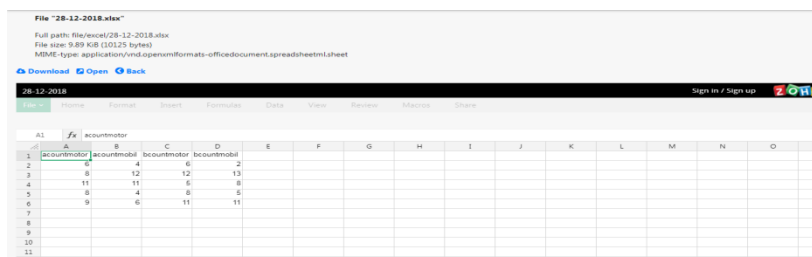 File "28-12-2018.xlsx"
Full path: file/excel/28-12-2018.xlsx
File size: 9.89 KiB (10125 bytes)
MIME-type: application/vnd.openxmlformats-officedocument.spreadsheetml.sheet
Download Open Back
28-12-2018 Sign in / Sign up ZOH
File Home Format Insert Formulas Data View Review Macros Share
A1 fx acountmotor
A B C D E F G H I J K L M N O
1 acountmotor acountmobil bcountmotor bcountmobil
2 6 4 6 2
3 8 12 12 13
4 11 11 5 8
5 8 4 8 5
6 9 6 11 11
7
8
9
10
11